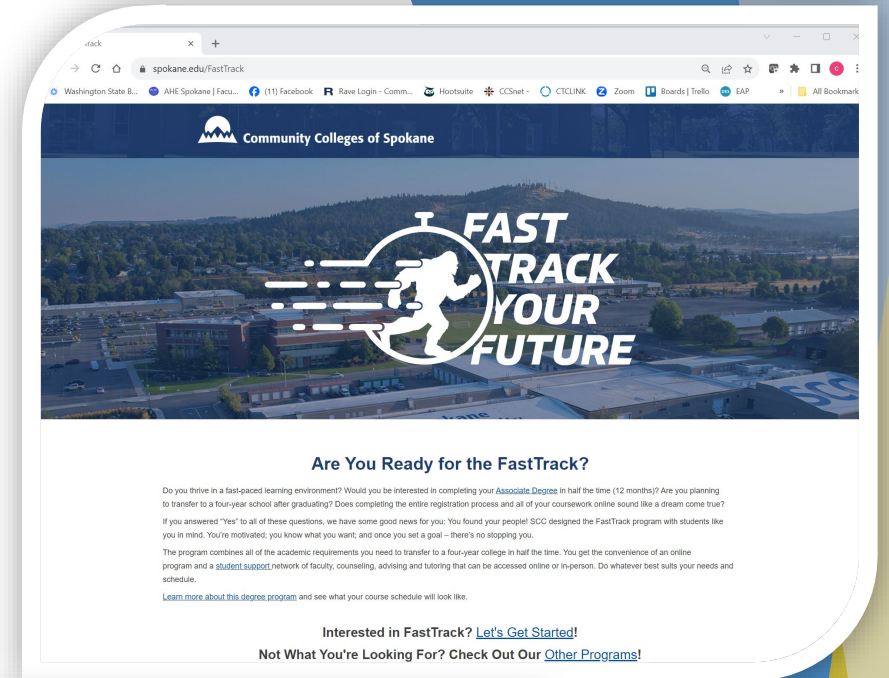 Track
spokane.edu/FastTrack
Washington State B... AHE Spokane | Facu... (11) Facebook Rave Login - Comm... Hootsuite CCSnet - CTCLINK Zoom Boards | Trello EAP » All Bookmark
Community Colleges of Spokane
FAST
TRACK
YOUR
FUTURE
SCC
Are You Ready for the FastTrack?
Do you thrive in a fast-paced learning environment? Would you be interested in completing your Associate Degree in half the time (12 months)? Are you planning
to transfer to a four-year school after graduating? Does completing the entire registration process and all of your coursework online sound like a dream come true?
If you answered "Yes" to all of these questions, we have some good news for you: You found your people! SCC designed the FastTrack program with students like
you in mind. You're motivated; you know what you want; and once you set a goal – there's no stopping you.
The program combines all of the academic requirements you need to transfer to a four-year college in half the time. You get the convenience of an online
program and a student support network of faculty, counseling, advising and tutoring that can be accessed online or in-person. Do whatever best suits your needs and
schedule.
Learn more about this degree program and see what your course schedule will look like.
Interested in FastTrack? Let's Get Started!
Not What You're Looking For? Check Out Our Other Programs!